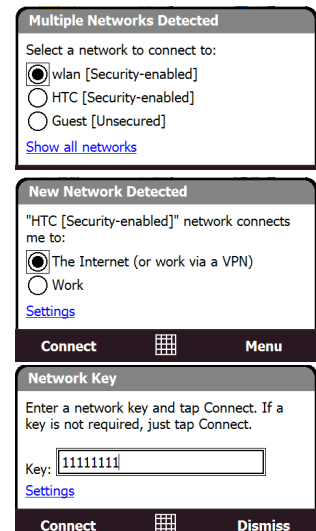 Multiple Networks Detected
Select a network to connect to:
wlan [Security-enabled]
HTC [Security-enabled]
Guest [Unsecured]
Show all networks
New Network Detected
"HTC [Security-enabled]" network connects
me to:
The Internet (or work via a VPN)
Work
Settings
Connect Menu
Network Key
Enter a network key and tap Connect. If a
key is not required, just tap Connect.
Key: 11111111
Settings
Connect Dismiss